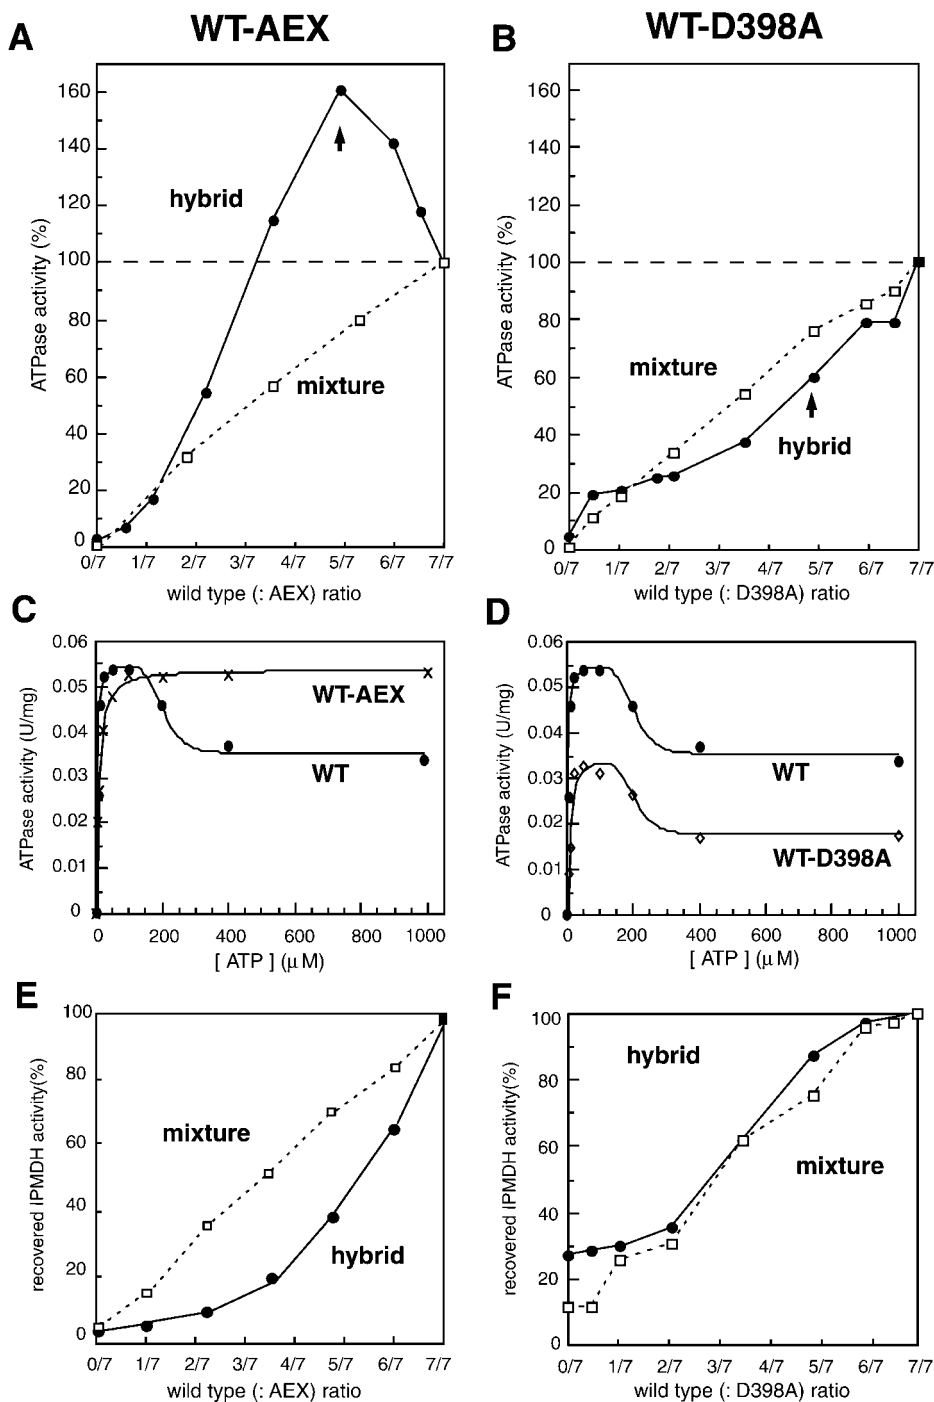 WT-AEX
WT-D398A
A
B
ATPase activity (%)
160
140
120
100
80
60
40
20
0
hybrid
mixture
0/7 1/7 2/7 3/7 4/7 5/7 6/7 7/7
wild type (: AEX) ratio
ATPase activity (%)
160
140
120
100
80
60
40
20
0
mixture
hybrid
0/7 1/7 2/7 3/7 4/7 5/7 6/7 7/7
wild type (: D398A) ratio
C
D
ATPase activity (U/mg)
0.06
0.05
0.04
0.03
0.02
0.01
0
WT-AEX
WT
0 200 400 600 800 1000
[ ATP ] (μ M)
ATPase activity (U/mg)
0.06
0.05
0.04
0.03
0.02
0.01
0
WT
WT-D398A
0 200 400 600 800 1000
[ ATP ] (μ M)
E
F
recovered IPMDH activity(%)
100
80
60
40
20
0
mixture
hybrid
0/7 1/7 2/7 3/7 4/7 5/7 6/7 7/7
wild type (: AEX) ratio
recovered IPMDH activity(%)
100
80
60
40
20
0
hybrid
mixture
0/7 1/7 2/7 3/7 4/7 5/7 6/7 7/7
wild type (: D398A) ratio